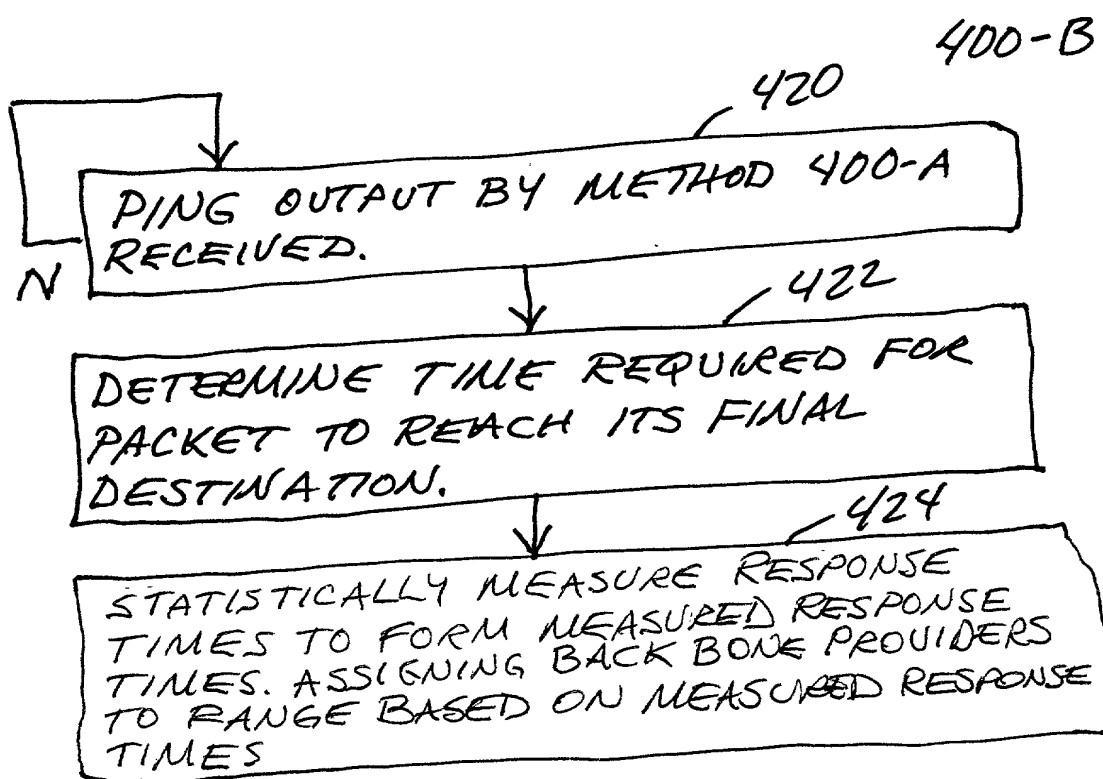 400-B
420
PING OUTPUT BY METHOD 400-A
RECEIVED.
N
422
DETERMINE TIME REQUIRED FOR
PACKET TO REACH ITS FINAL
DESTINATION.
424
STATISTICALLY MEASURE RESPONSE
TIMES TO FORM MEASURED RESPONSE
TIMES. ASSIGNING BACK BONE PROVIDERS
TO RANGE BASED ON MEASURED RESPONSE
TIMES